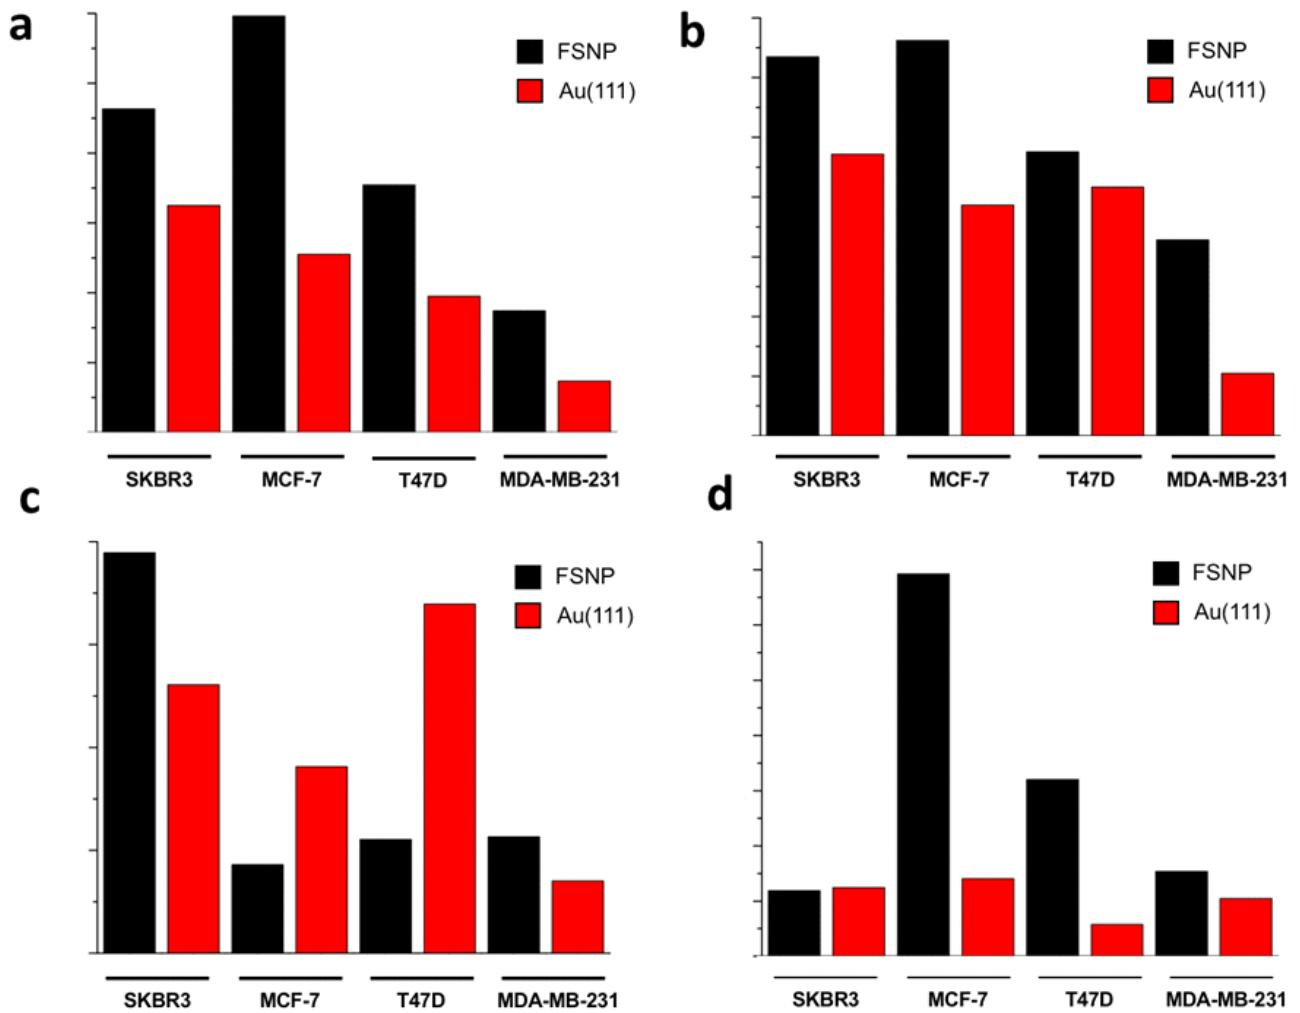 a
FSNP
Au(111)
SKBR3 MCF-7 T47D MDA-MB-231
b
FSNP
Au(111)
SKBR3 MCF-7 T47D MDA-MB-231
c
FSNP
Au(111)
SKBR3 MCF-7 T47D MDA-MB-231
d
FSNP
Au(111)
SKBR3 MCF-7 T47D MDA-MB-231